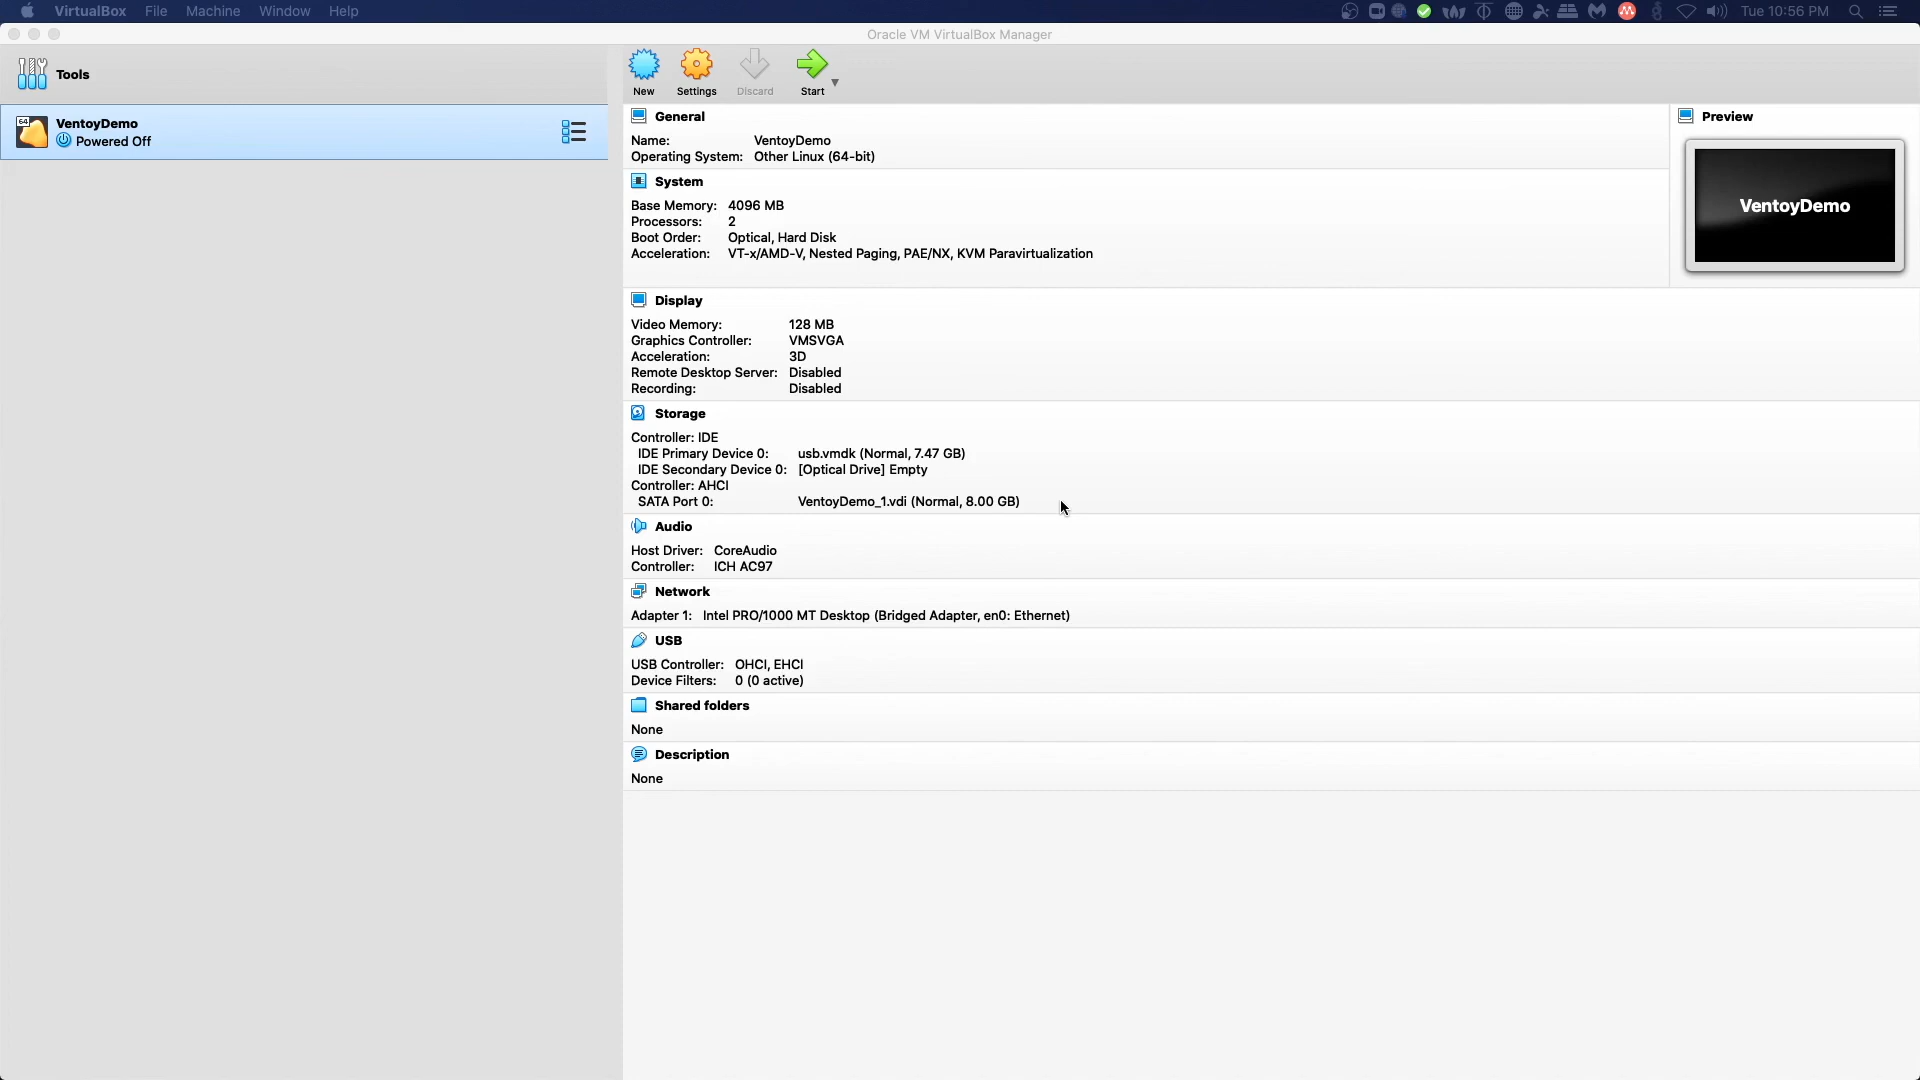 VirtualBox File Machine Window Help Tue 10:56 PM
Oracle VM VirtualBox Manager
Tools
New Settings Discard Start
64
VentoyDemo
Powered Off
General
Name: VentoyDemo
Operating System: Other Linux (64-bit)
Preview
VentoyDemo
System
Base Memory: 4096 MB
Processors: 2
Boot Order: Optical, Hard Disk
Acceleration: VT-x/AMD-V, Nested Paging, PAE/NX, KVM Paravirtualization
Display
Video Memory: 128 MB
Graphics Controller: VMSVGA
Acceleration: 3D
Remote Desktop Server: Disabled
Recording: Disabled
Storage
Controller: IDE
IDE Primary Device 0: usb.vmdk (Normal, 7.47 GB)
IDE Secondary Device 0: [Optical Drive] Empty
Controller: AHCI
SATA Port 0: VentoyDemo_1.vdi (Normal, 8.00 GB)
Audio
Host Driver: CoreAudio
Controller: ICH AC97
Network
Adapter 1: Intel PRO/1000 MT Desktop (Bridged Adapter, en0: Ethernet)
USB
USB Controller: OHCI, EHCI
Device Filters: 0 (0 active)
Shared folders
None
Description
None